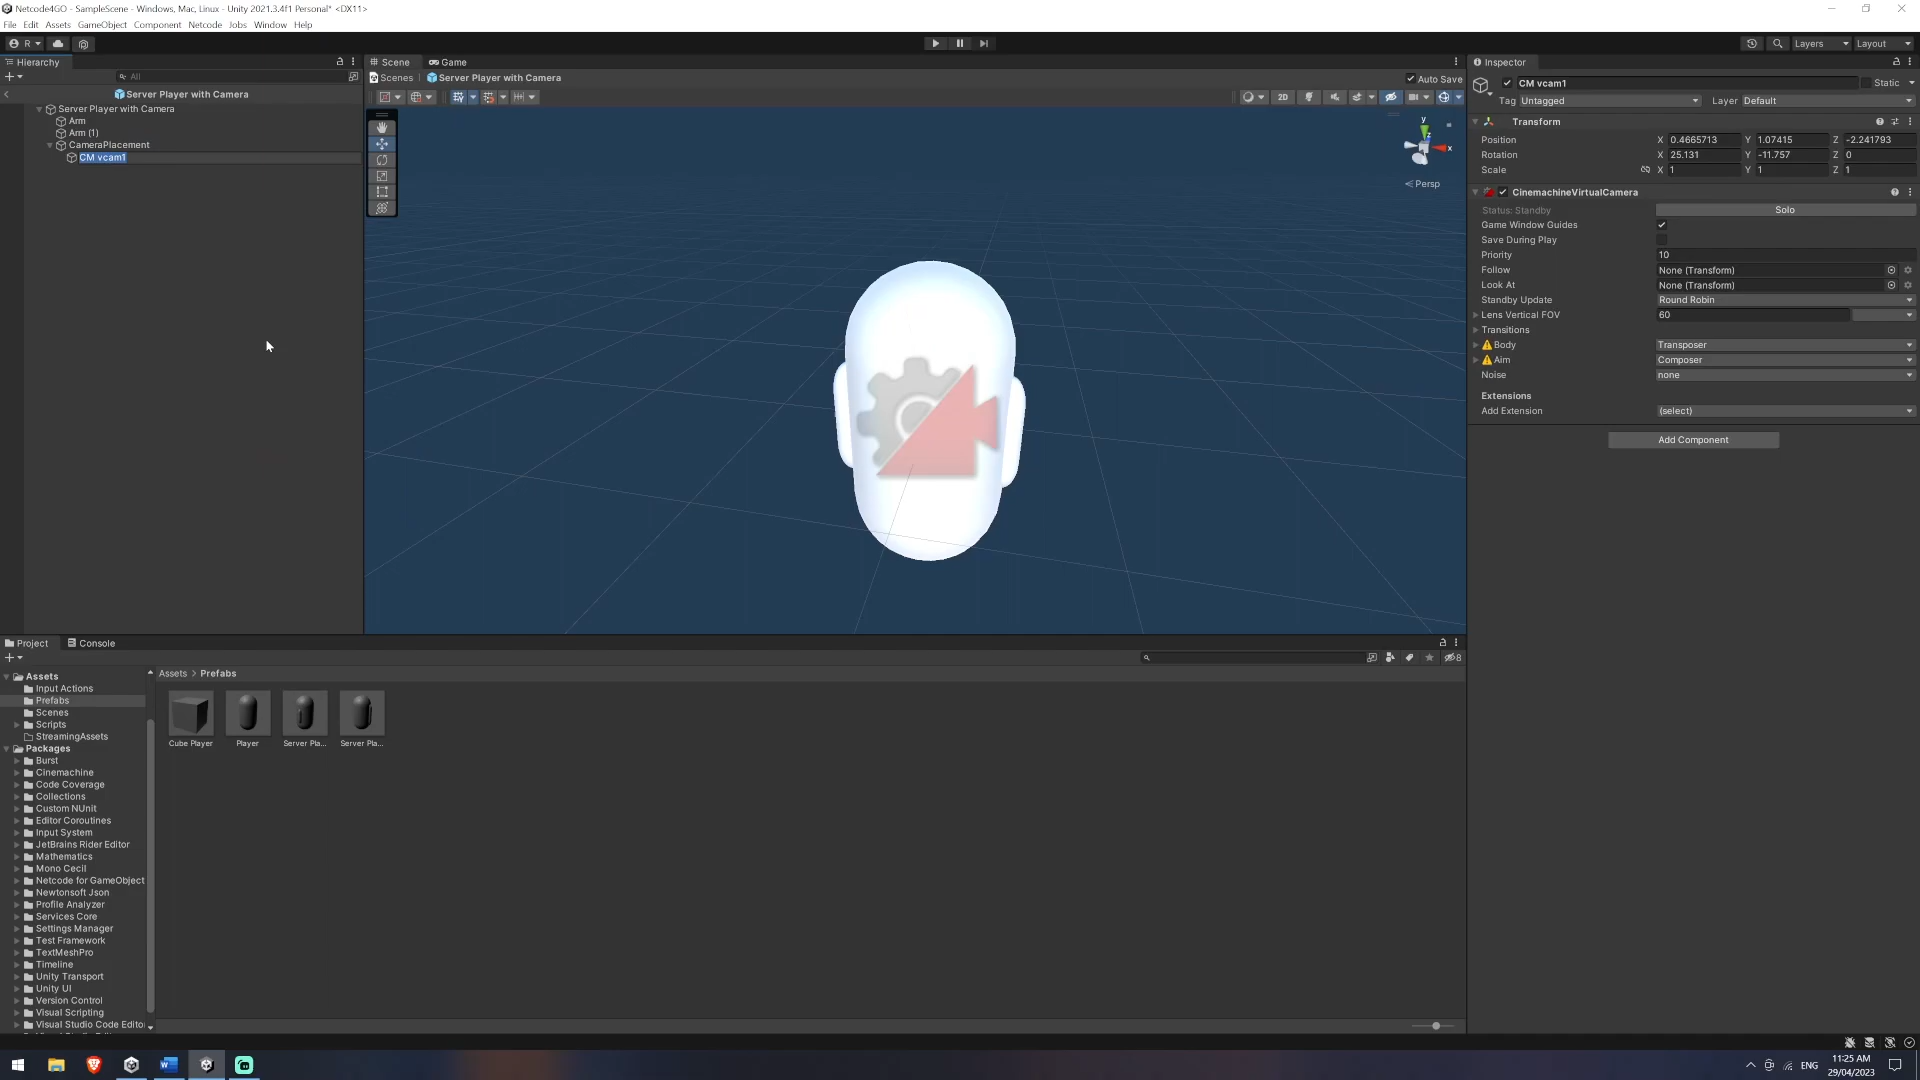 Netcode4GO - SampleScene - Windows, Mac, Linux - Unity 2021.3.4f1 Personal* <DX11>
File Edit Assets GameObject Component Netcode Jobs Window Help
R Layers Layout
Hierarchy
All
Server Player with Camera
Server Player with Camera
Arm
Arm (1)
CameraPlacement
CM vcam1
Scene Game
Scenes Server Player with Camera Auto Save
2D
y
z
x
Persp
Inspector
CM vcam1 Static
Tag Untagged Layer Default
Transform
Position X 0.4665713 Y 1.07415 Z -2.241793
Rotation X 25.131 Y -11.757 Z 0
Scale X 1 Y 1 Z 1
CinemachineVirtualCamera
Status: Standby Solo
Game Window Guides
Save During Play
Priority 10
Follow None (Transform)
Look At None (Transform)
Standby Update Round Robin
Lens Vertical FOV 60
Transitions
Body Transposer
Aim Composer
Noise none
Extensions
Add Extension (select)
Add Component
Project Console
8
Assets
Input Actions
Prefabs
Scenes
Scripts
StreamingAssets
Packages
Burst
Cinemachine
Code Coverage
Collections
Custom NUnit
Editor Coroutines
Input System
JetBrains Rider Editor
Mathematics
Mono Cecil
Netcode for GameObject
Newtonsoft Json
Profile Analyzer
Services Core
Settings Manager
Test Framework
TextMeshPro
Timeline
Unity Transport
Unity UI
Version Control
Visual Scripting
Visual Studio Code Editor
Assets > Prefabs
Cube Player Player Server Pla... Server Pla...
ENG
11:25 AM
29/04/2023